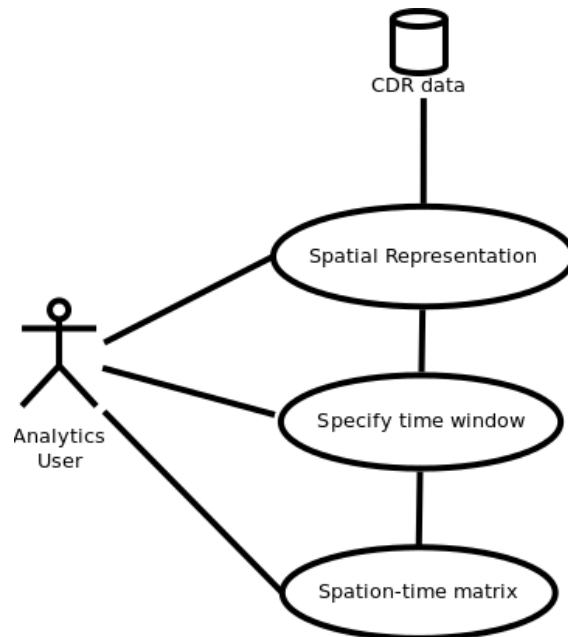 CDR data
Spatial Representation
Specify time window
Analytics
User
Spation-time matrix